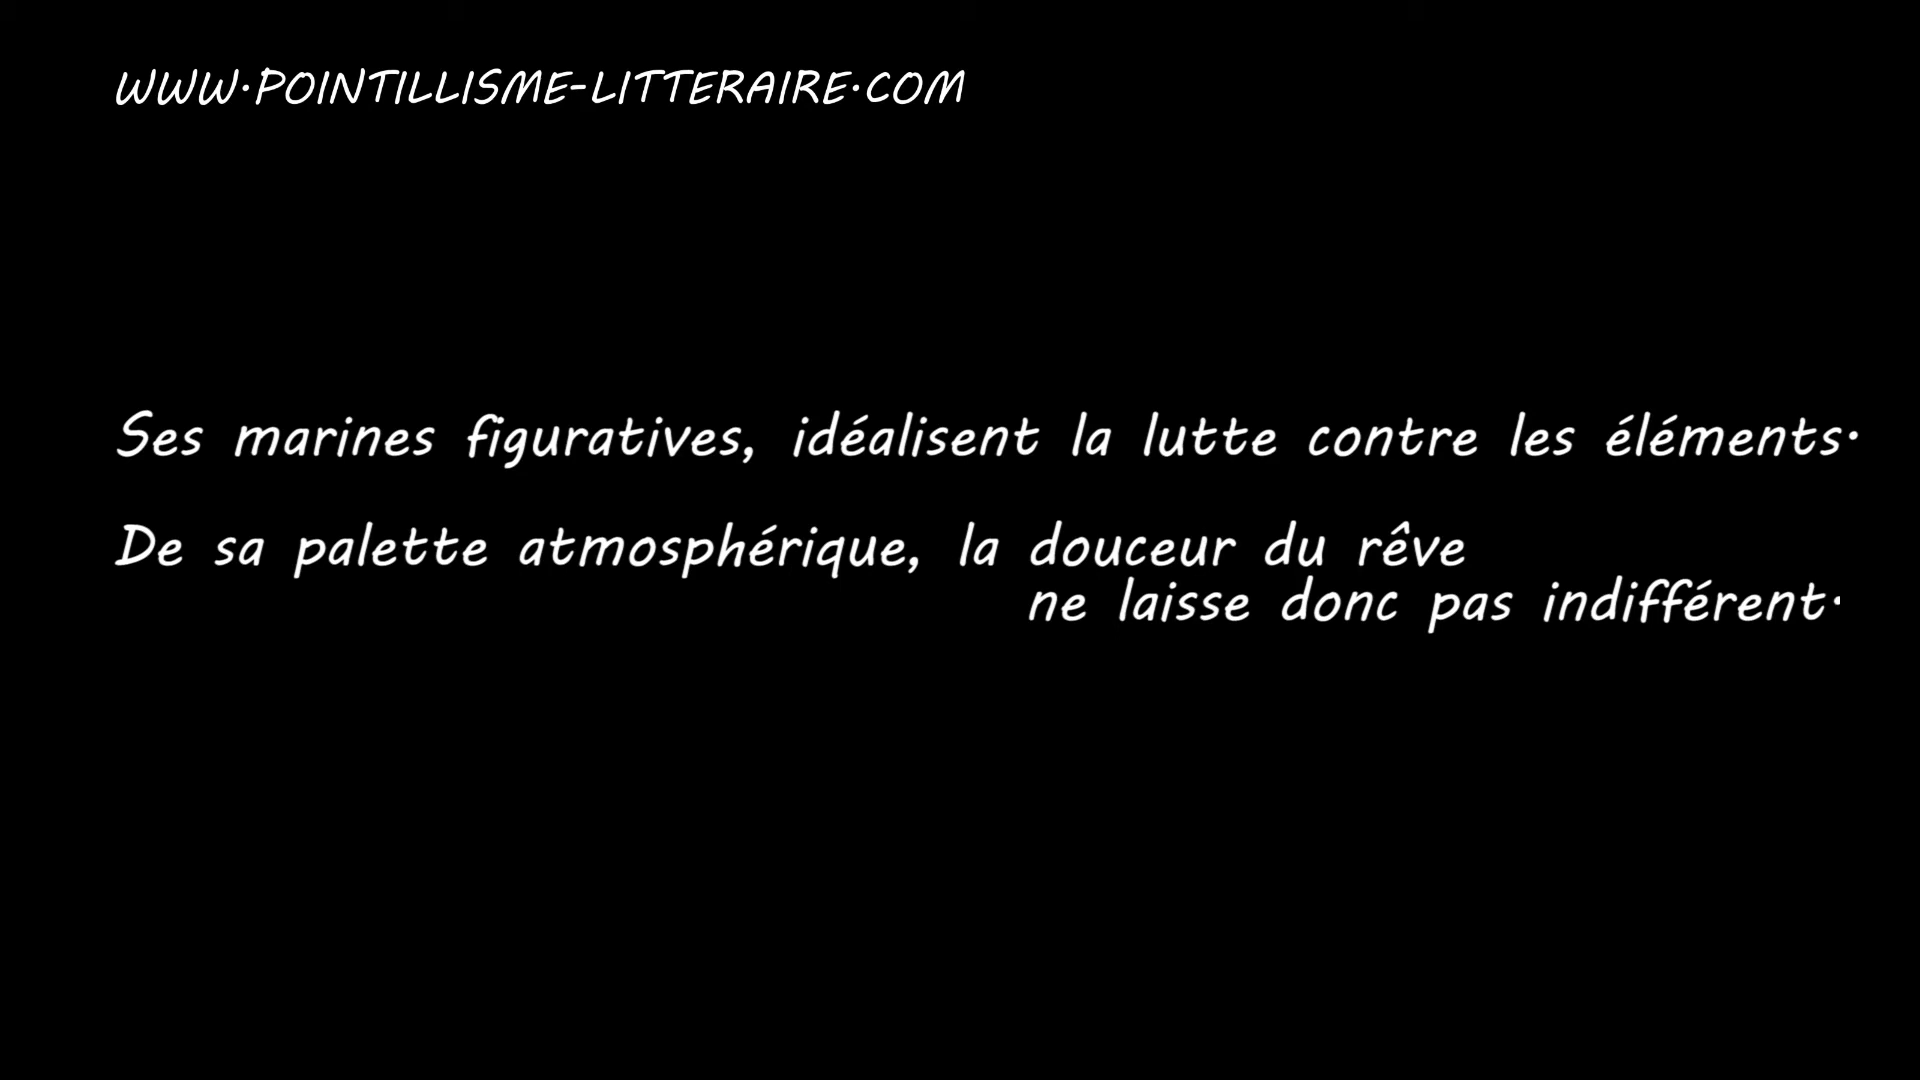 WWW.POINTILLISME-LITTERAIRE.COM
Ses marines figuratives, idéalisent la lutte contre les éléments.
De sa palette atmosphérique, la douceur du rêve
ne laisse donc pas indifférent.